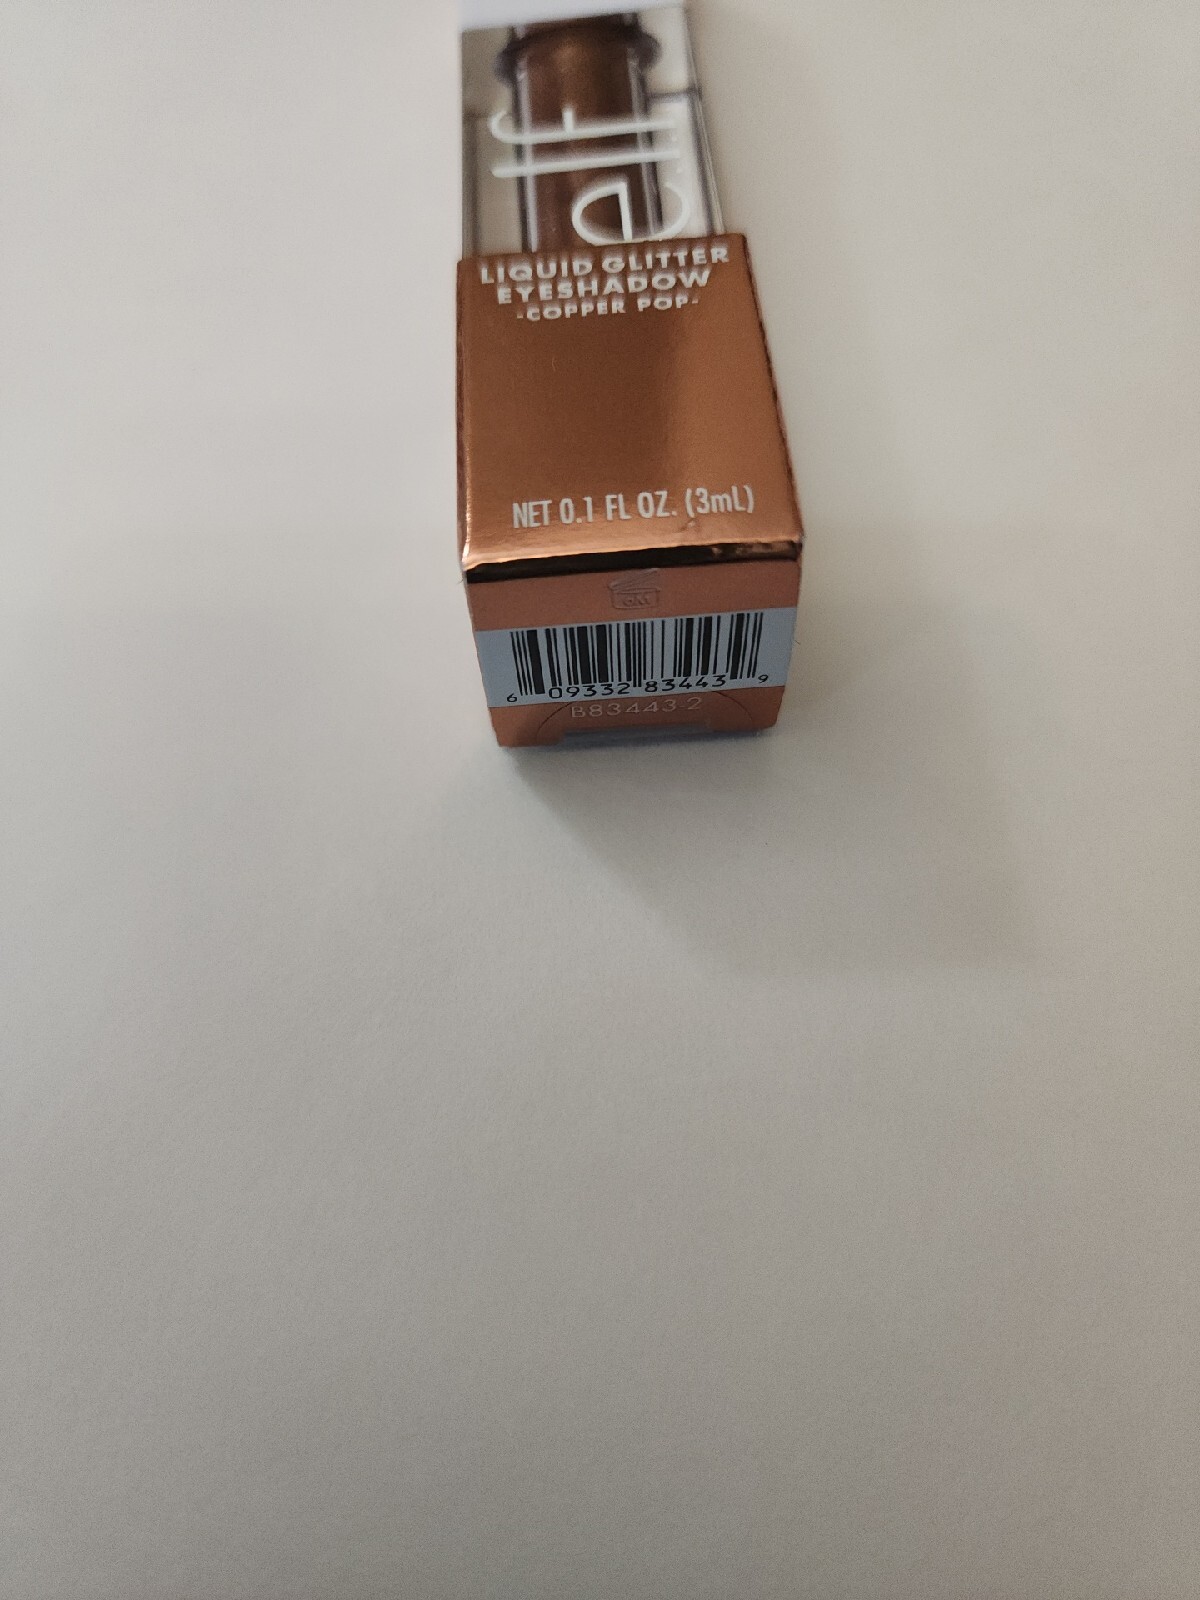 elf
LIQUID GLITTER
EYESHADOW
-COPPER POP-
NET 0.1 FL OZ. (3mL)
6 09332 83443 9
B83443 2